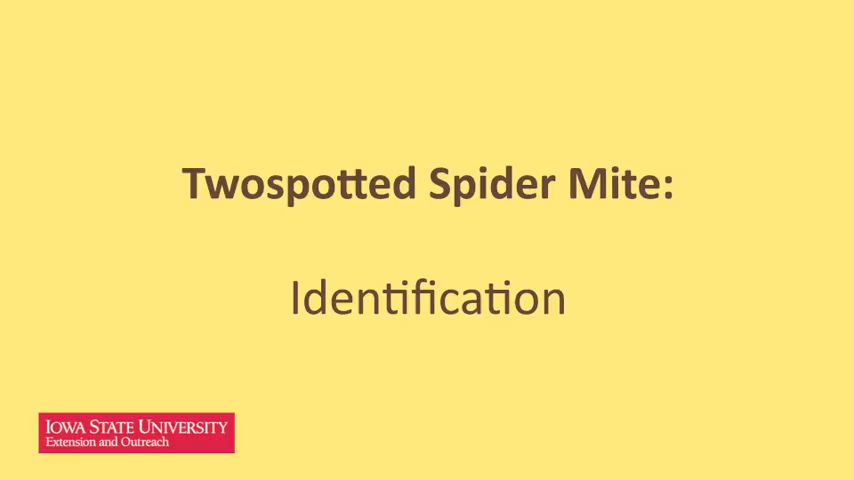 Twospotted Spider Mite:
Identification
IOWA STATE UNIVERSITY
Extension and Outreach